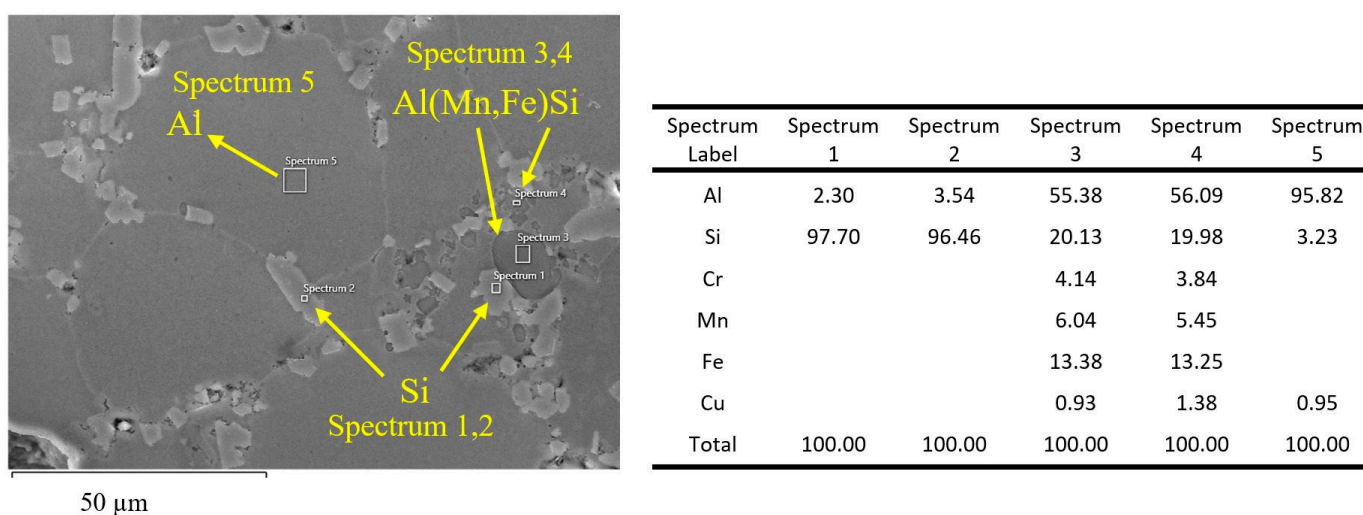 Spectrum 3,4
Spectrum 5
Al(Mn,Fe)Si
Al
Spectrum 5
Spectrum 4
Spectrum 3
Spectrum 1
Spectrum 2
Si
Spectrum 1,2
50 µm
Spectrum Label Spectrum 1 Spectrum 2 Spectrum 3 Spectrum 4 Spectrum 5
Al 2.30 3.54 55.38 56.09 95.82
Si 97.70 96.46 20.13 19.98 3.23
Cr 4.14 3.84
Mn 6.04 5.45
Fe 13.38 13.25
Cu 0.93 1.38 0.95
Total 100.00 100.00 100.00 100.00 100.00